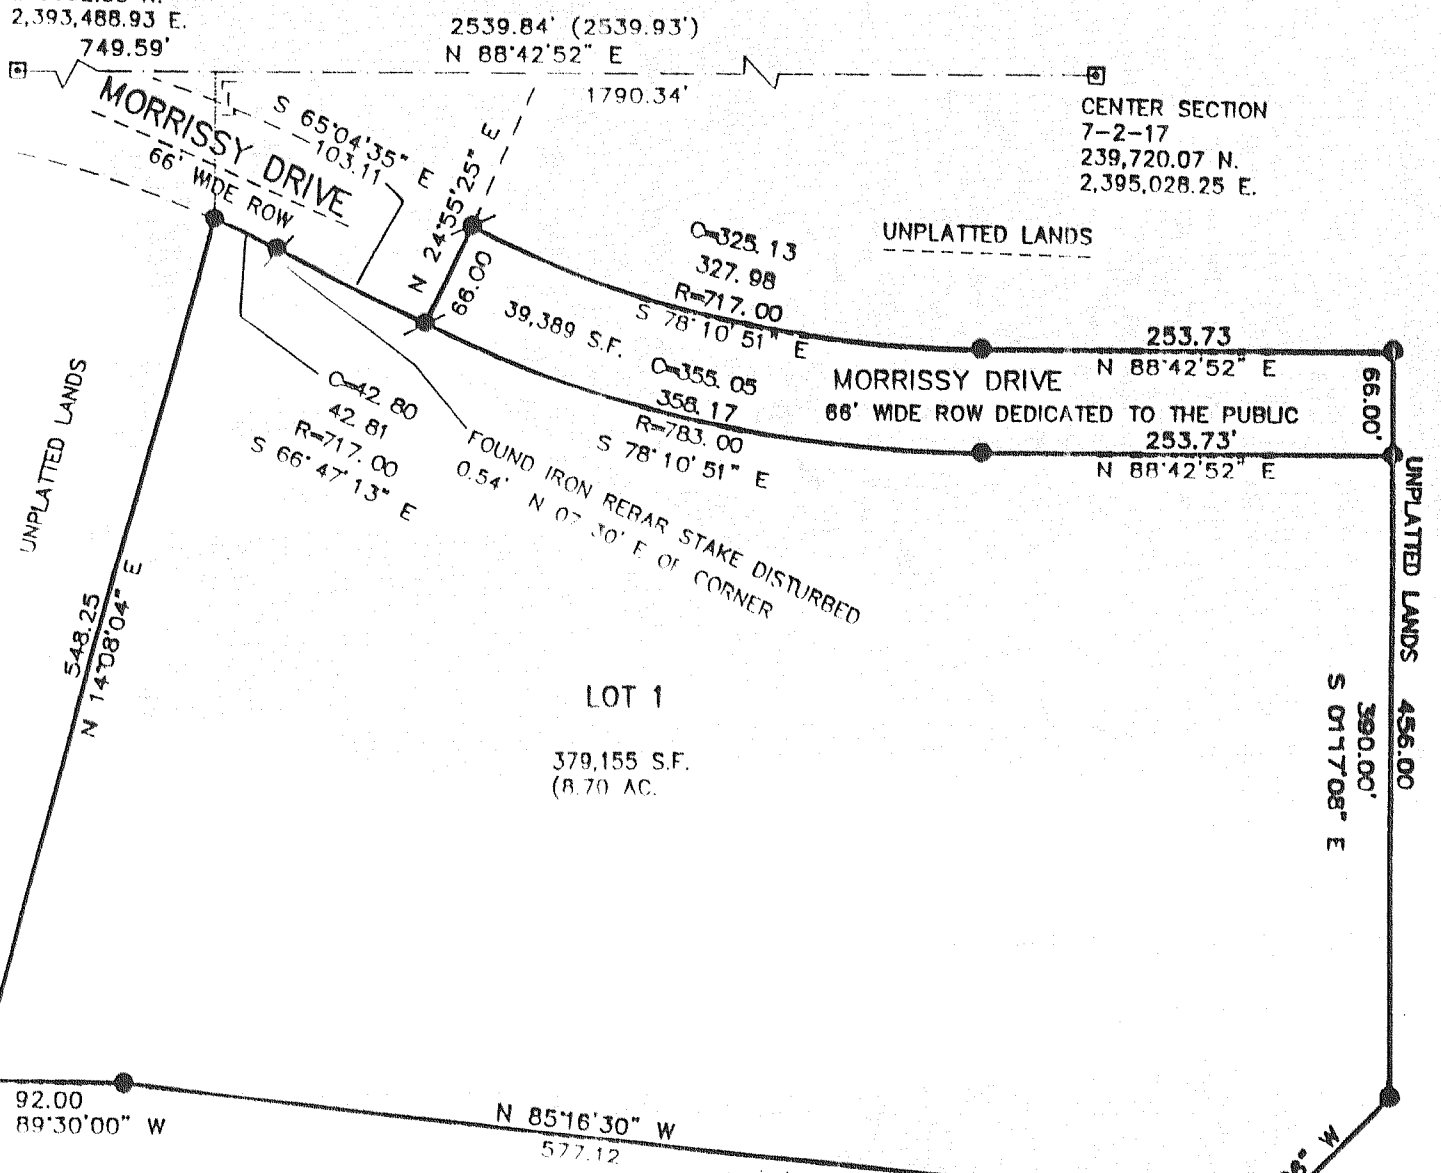 2,393,488.93 E.
749.59'
2539.84' (2539.93')
N 88°42'52" E
1790.34'
CENTER SECTION
7-2-17
239,720.07 N.
2,395,028.25 E.
MORRISSY DRIVE
66' WIDE ROW
S 65°04'35" E
103.11
N 24°55'25" E
66.00
C=325.13
327.98
R=717.00
S 78°10'51" E
UNPLATTED LANDS
39,389 S.F.
253.73
N 88°42'52" E
MORRISSY DRIVE
66' WIDE ROW DEDICATED TO THE PUBLIC
253.73'
N 88°42'52" E
66.00'
C=355.05
358.17
R=783.00
S 78°10'51" E
C=42.80
42.81
R=717.00
S 66°47'13" E
FOUND IRON REBAR STAKE DISTURBED
0.54' N 07°30' E OF CORNER
UNPLATTED LANDS
548.25
N 14°08'04" E
LOT 1
379,155 S.F.
(8.70 AC.
UNPLATTED LANDS
456.00
390.00'
S 01°17'08" E
92.00
89°30'00" W
N 85°16'30" W
577.12
" W